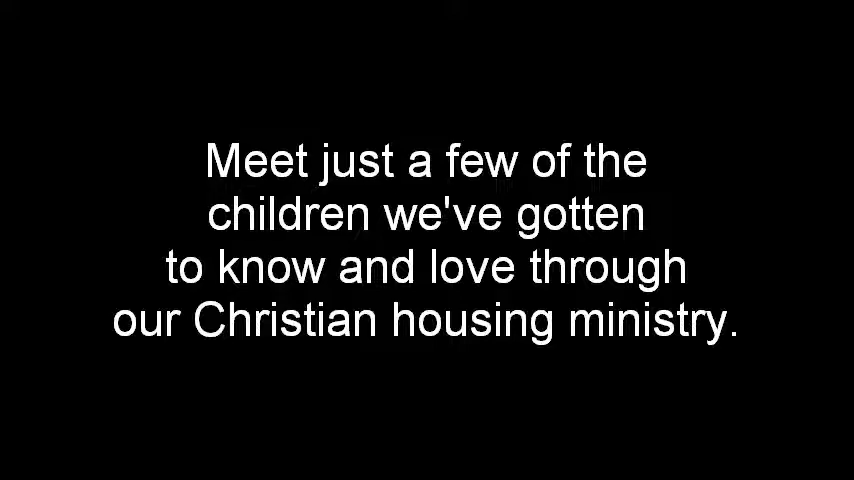 Meet just a few of the
children we've gotten
to know and love through
our Christian housing ministry.